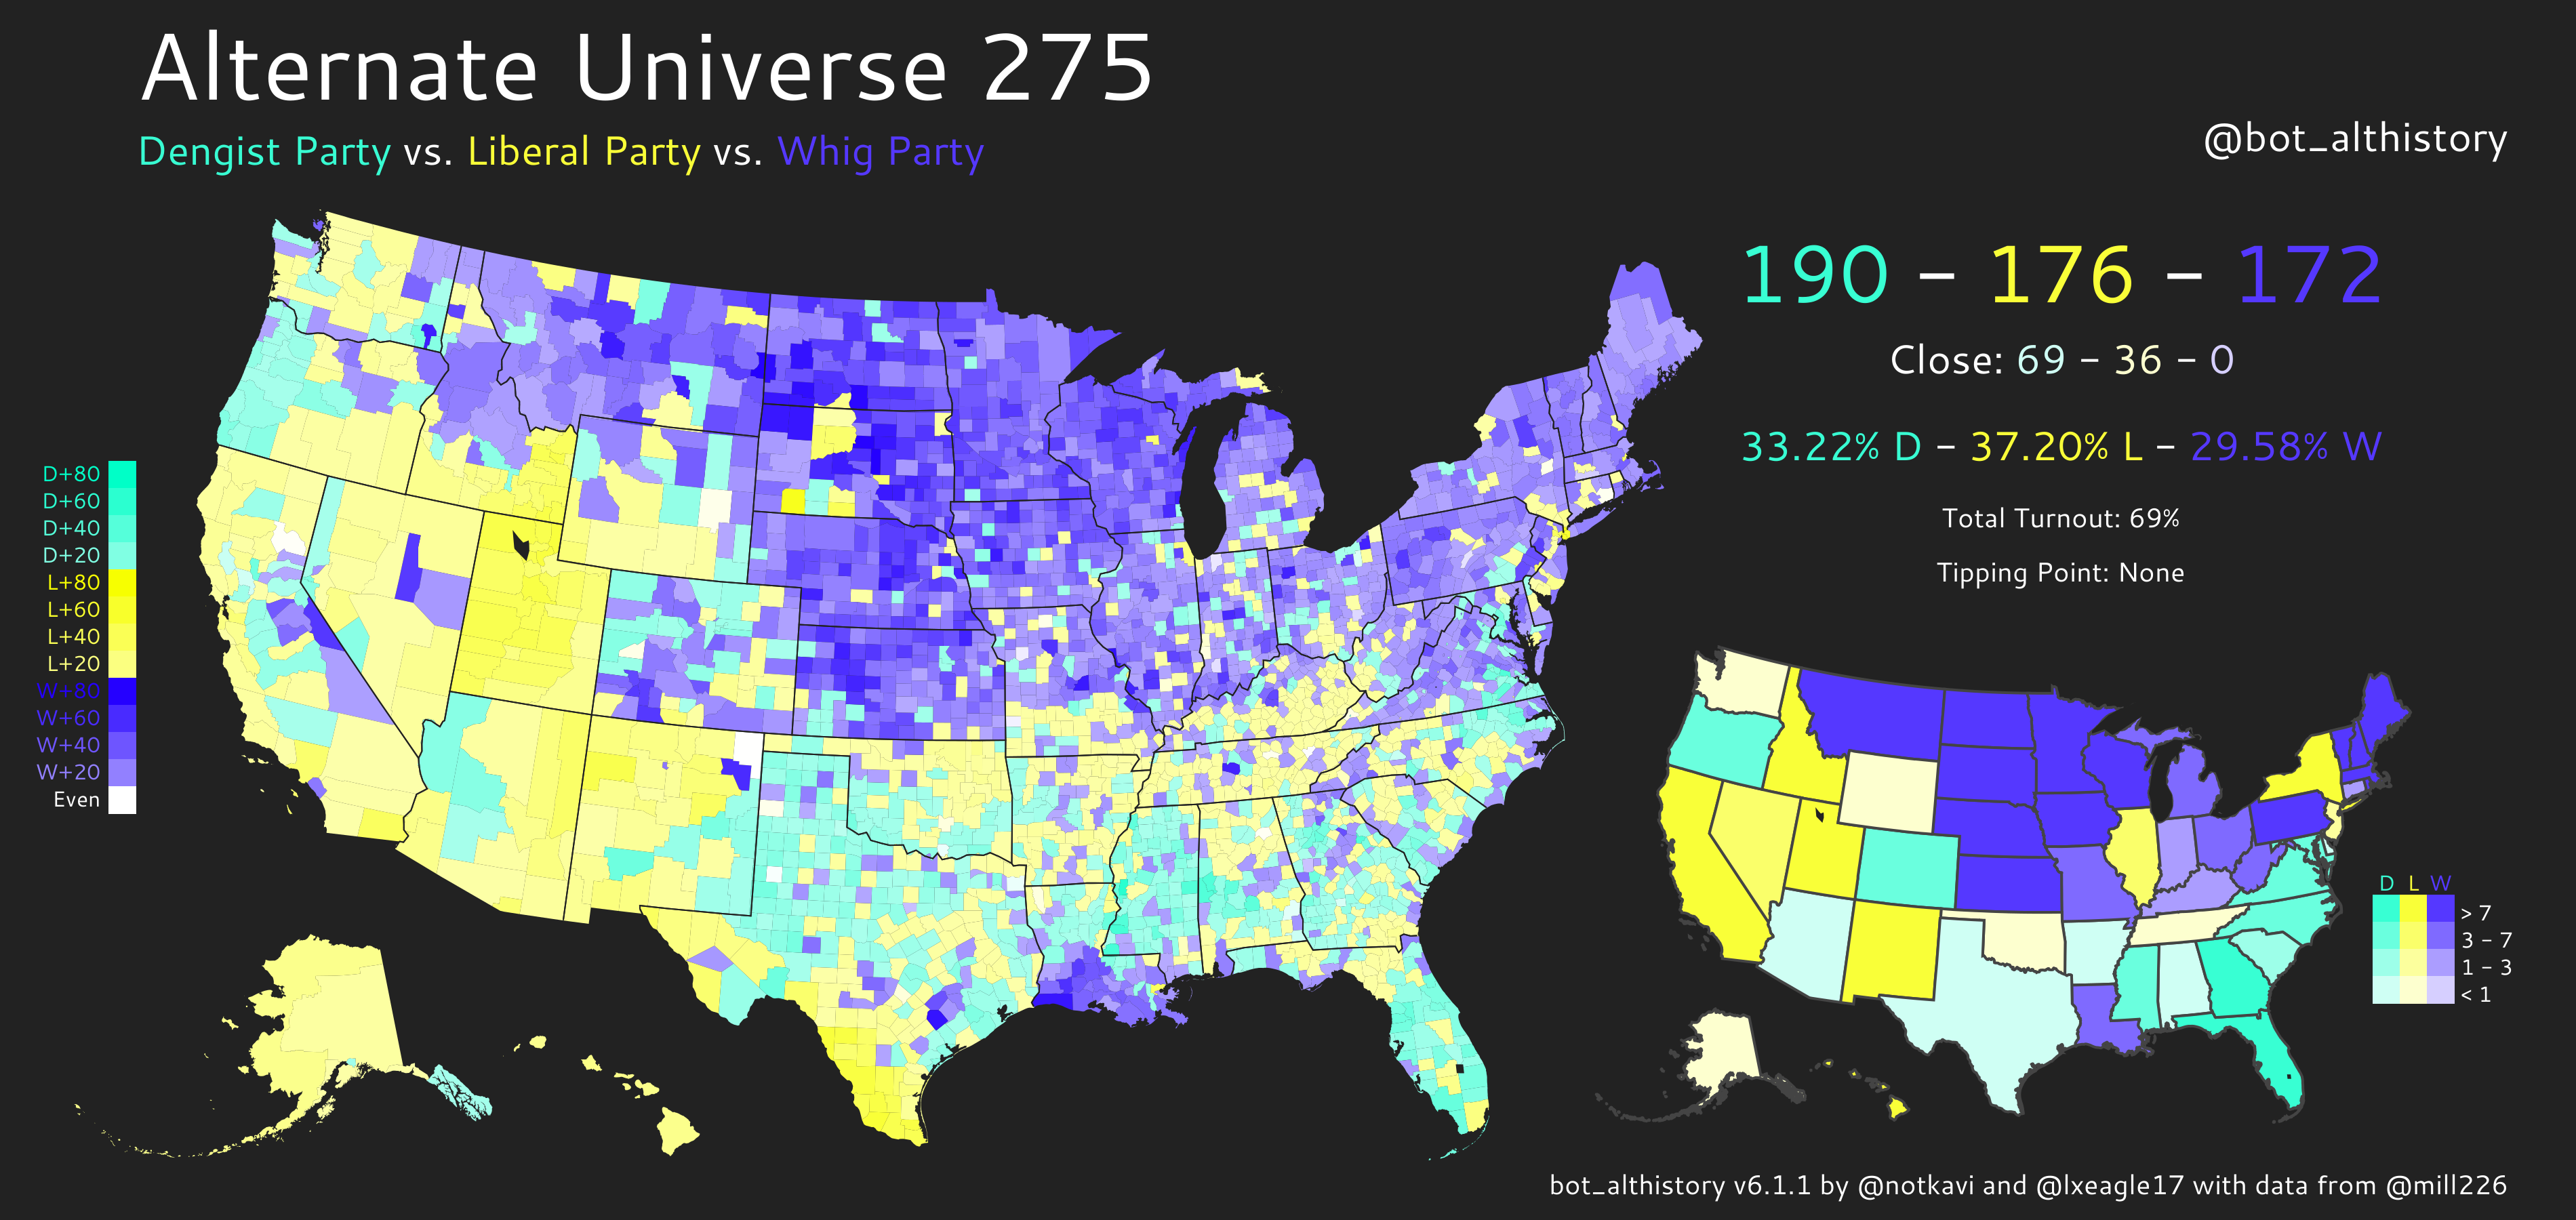 Alternate Universe 275
Dengist Party vs. Liberal Party vs. Whig Party
@bot_althistory
190 – 176 – 172
Close: 69 – 36 – 0
33.22% D – 37.20% L – 29.58% W
Total Turnout: 69%
Tipping Point: None
D+80
D+60
D+40
D+20
L+80
L+60
L+40
L+20
W+80
W+60
W+40
W+20
Even
D L W
> 7
3 – 7
1 – 3
< 1
bot_althistory v6.1.1 by @notkavi and @lxeagle17 with data from @mill226